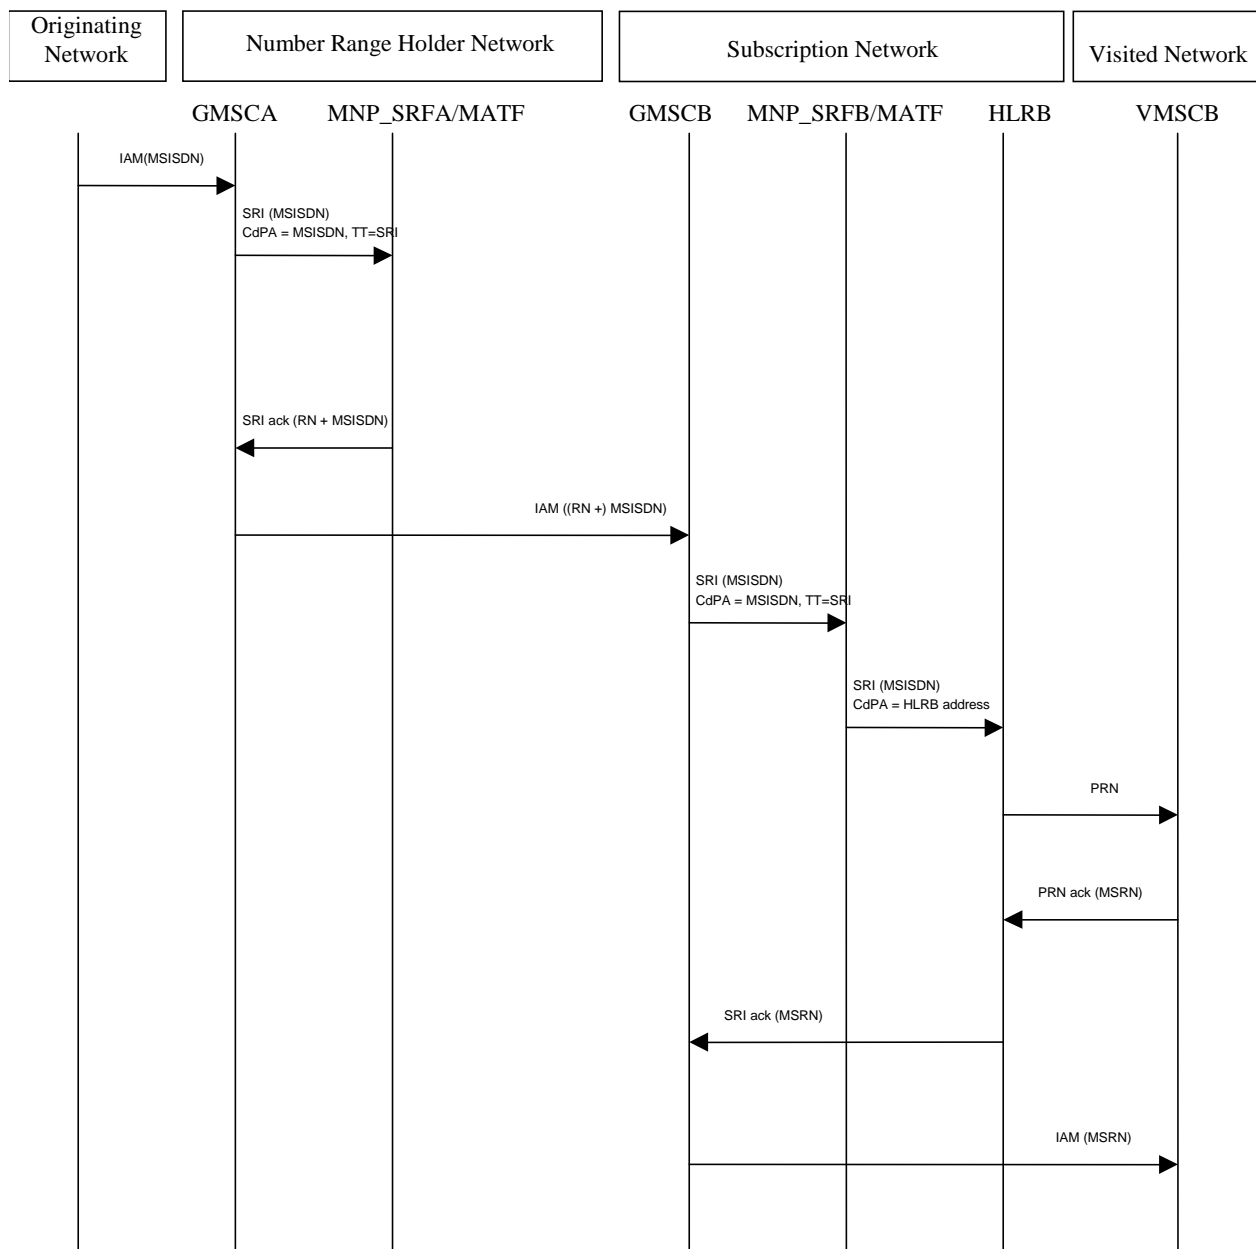 Originating
Network
Number Range Holder Network
Subscription Network
Visited Network
GMSCA
MNP_SRFA/MATF
GMSCB
MNP_SRFB/MATF
HLRB
VMSCB
IAM(MSISDN)
SRI (MSISDN)
CdPA = MSISDN, TT=SRI
SRI ack (RN + MSISDN)
IAM ((RN +) MSISDN)
SRI (MSISDN)
CdPA = MSISDN, TT=SRI
SRI (MSISDN)
CdPA = HLRB address
PRN
PRN ack (MSRN)
SRI ack (MSRN)
IAM (MSRN)